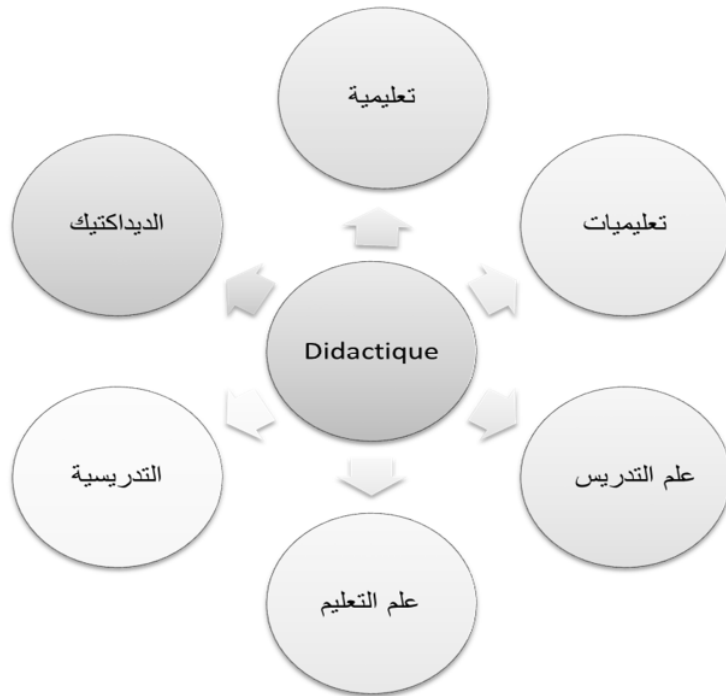 تعليمية
تعليميات
الديداكتيك
Didactique
علم التدريس
التدريسية
علم التعليم